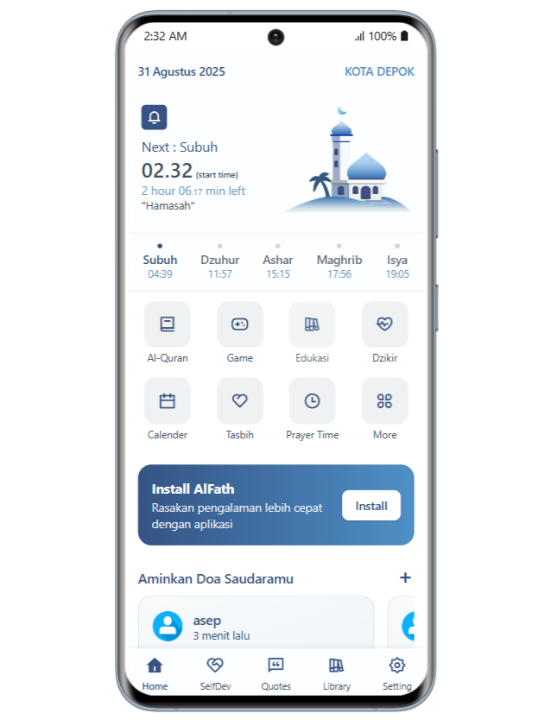 2:32 AM 100%
31 Agustus 2025 KOTA DEPOK
Next : Subuh
02.32 (start time)
2 hour 06.17 min left
"Hamasah"
Subuh Dzuhur Ashar Maghrib Isya
04:39 11:57 15:15 17:56 19:05
Al-Quran Game Edukasi Dzikir
Calender Tasbih Prayer Time More
Install AlFath
Rasakan pengalaman lebih cepat
dengan aplikasi
Install
Aminkan Doa Saudaramu +
asep
3 menit lalu
Home SelfDev Quotes Library Setting